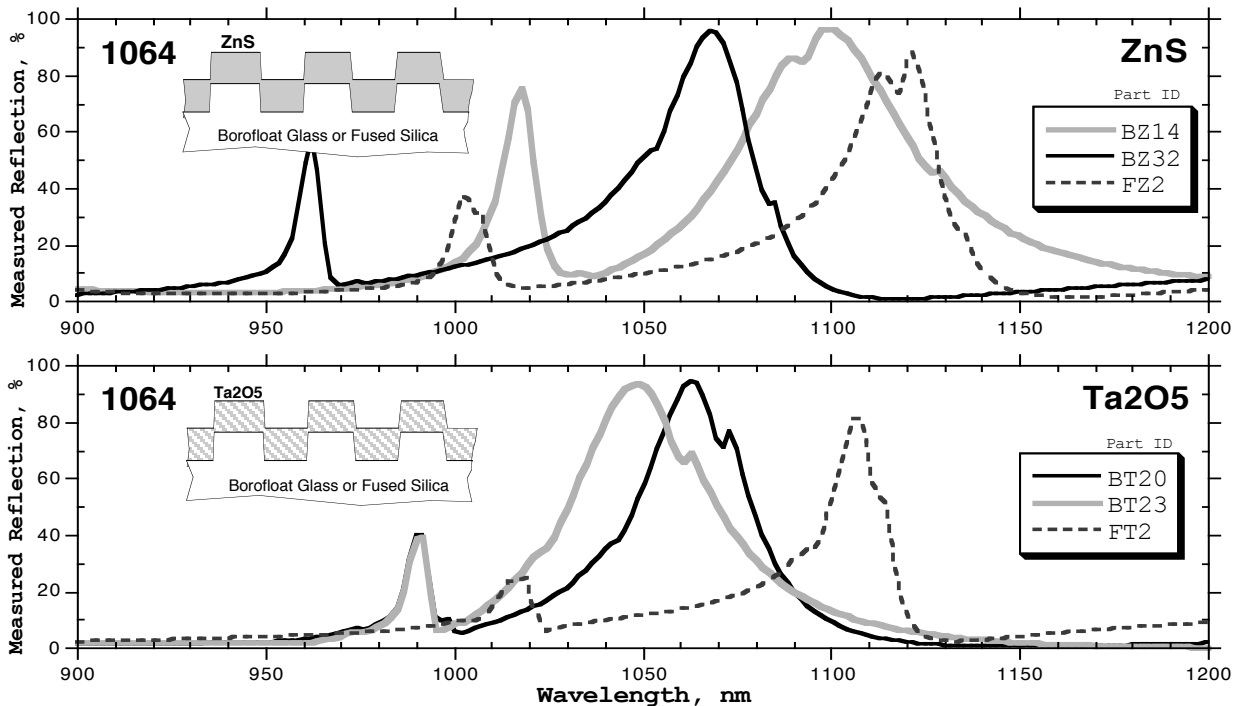 1064
ZnS
ZnS
Borofloat Glass or Fused Silica
Part ID
BZ14
BZ32
FZ2
Measured Reflection, %
100
80
60
40
20
0
900
950
1000
1050
1100
1150
1200
1064
Ta2O5
Ta2O5
Borofloat Glass or Fused Silica
Part ID
BT20
BT23
FT2
Measured Reflection, %
100
80
60
40
20
0
900
950
1000
1050
1100
1150
1200
Wavelength, nm